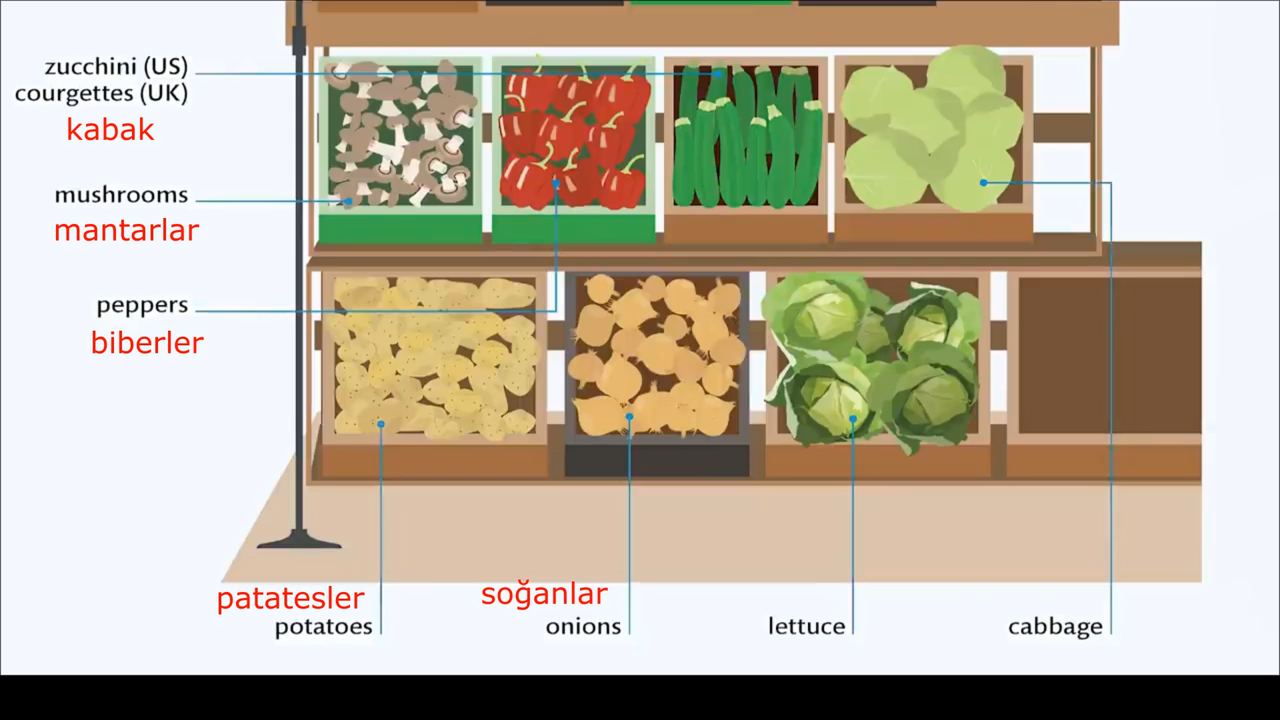 zucchini (US)
courgettes (UK)
kabak
mushrooms
mantarlar
peppers
biberler
patatesler
potatoes
soğanlar
onions
lettuce
cabbage